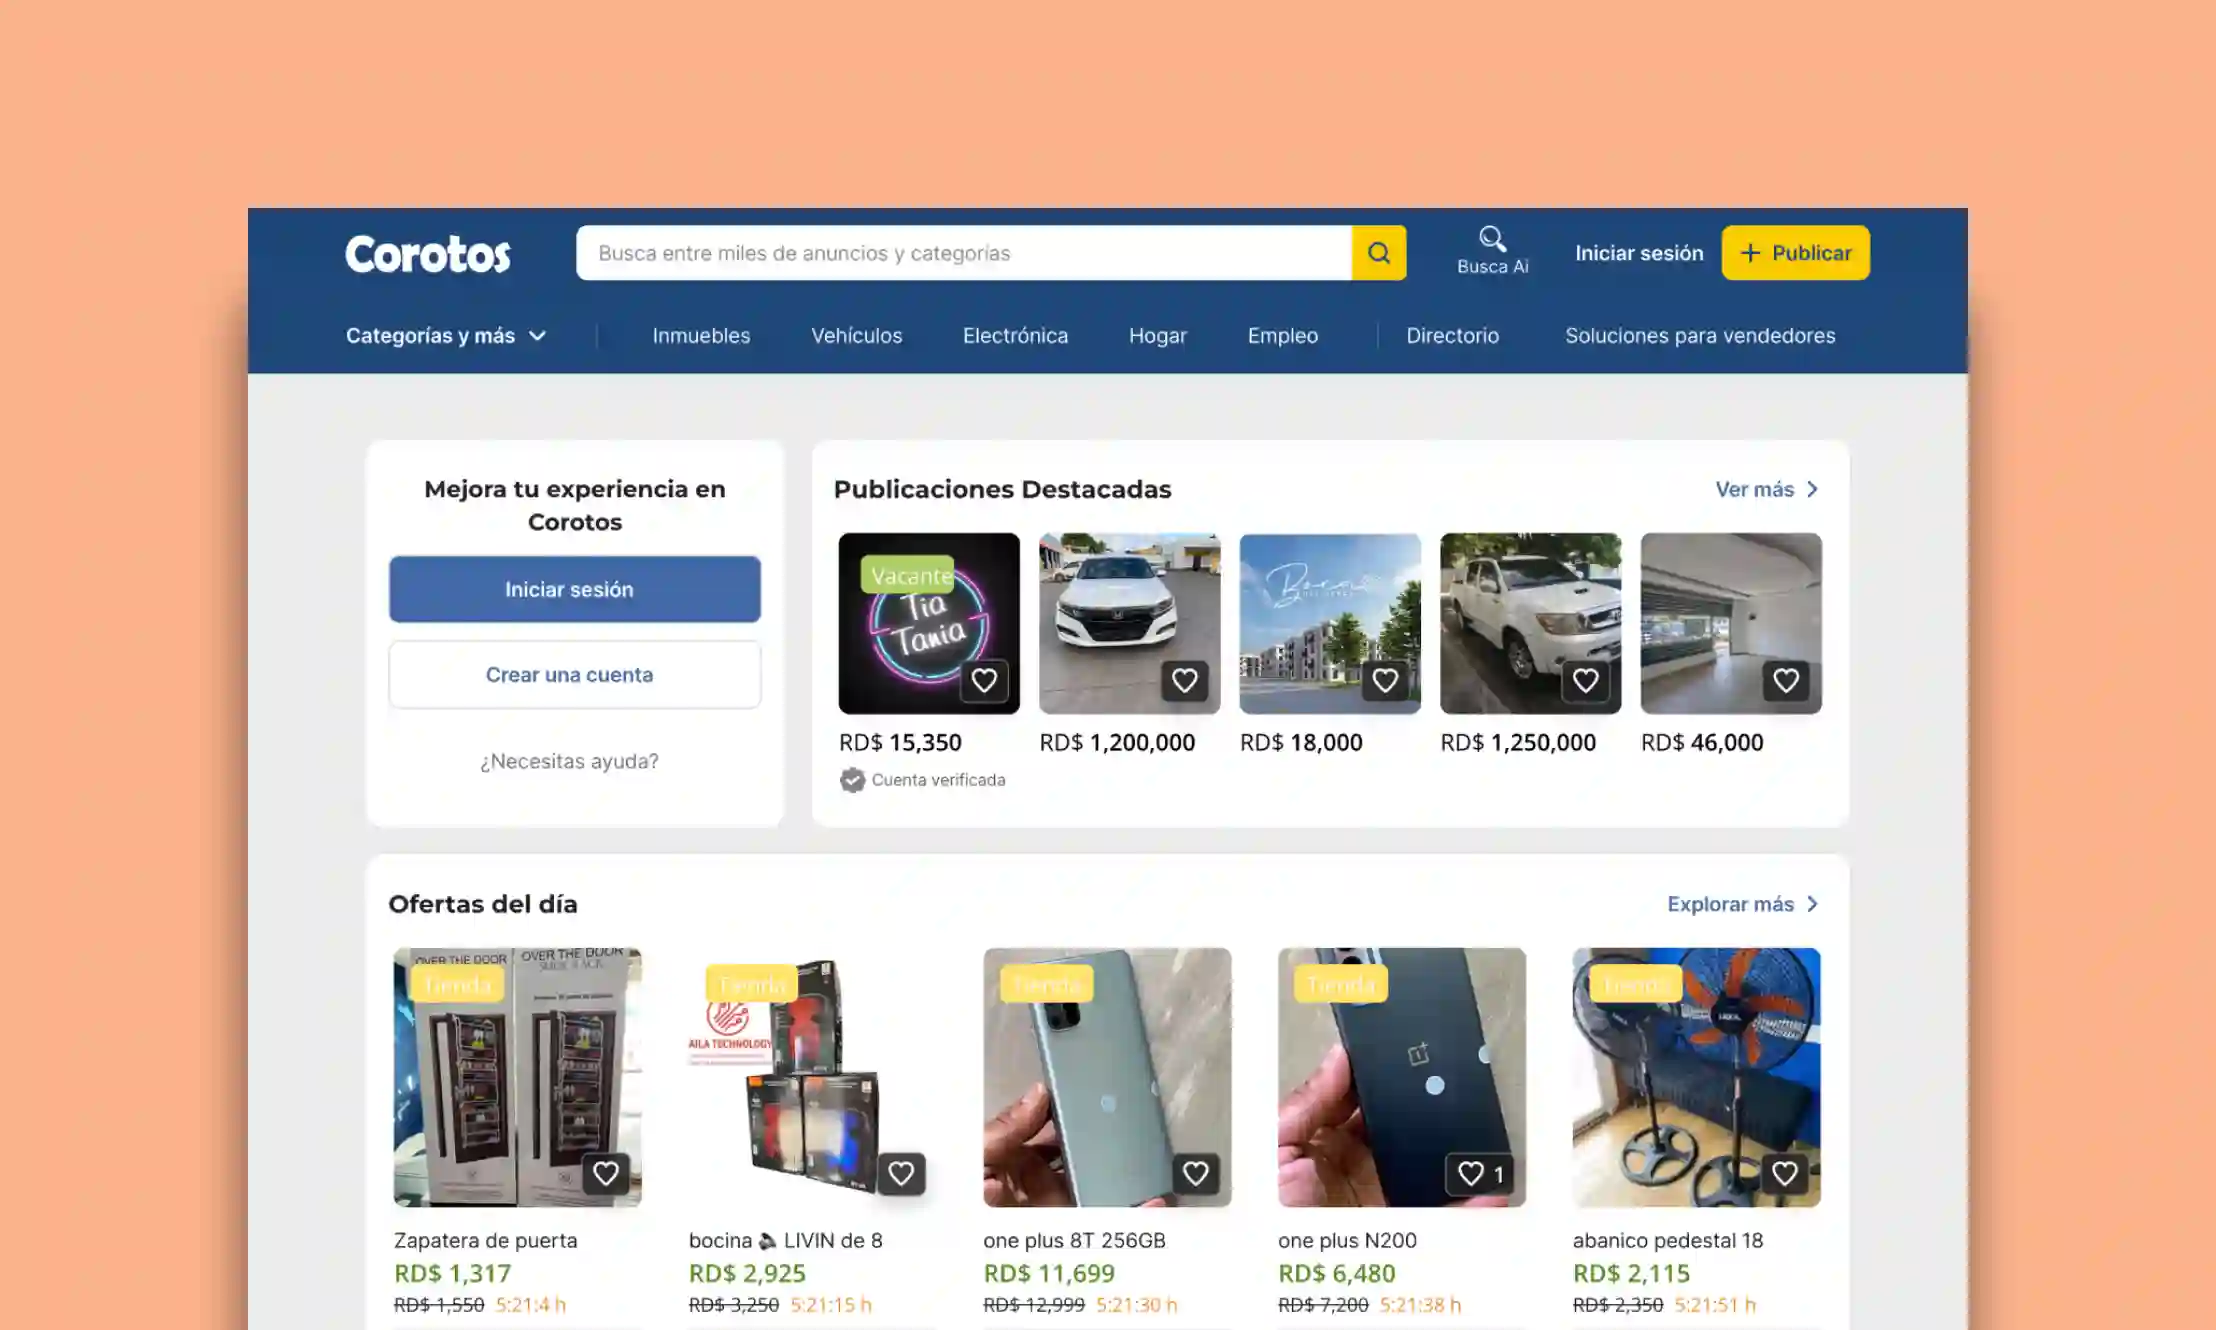 Corotos
Busca entre miles de anuncios y categorías
Busca Ai
Iniciar sesión
+ Publicar
Categorías y más
Inmuebles
Vehículos
Electrónica
Hogar
Empleo
Directorio
Soluciones para vendedores
Mejora tu experiencia en
Corotos
Iniciar sesión
Crear una cuenta
¿Necesitas ayuda?
Publicaciones Destacadas
Ver más
Vacante
Tia
Tania
RD$ 15,350
RD$ 1,200,000
RD$ 18,000
RD$ 1,250,000
RD$ 46,000
Cuenta verificada
Ofertas del día
Explorar más
OVER THE DOOR
OVER THE DOOR
Tienda
Tienda
Tienda
Tienda
Tienda
AILA TECHNOLOGY
1
Zapatera de puerta
RD$ 1,317
RD$ 1,550 5:21:4 h
bocina LIVIN de 8
RD$ 2,925
RD$ 3,250 5:21:15 h
one plus 8T 256GB
RD$ 11,699
RD$ 12,999 5:21:30 h
one plus N200
RD$ 6,480
RD$ 7,200 5:21:38 h
abanico pedestal 18
RD$ 2,115
RD$ 2,350 5:21:51 h